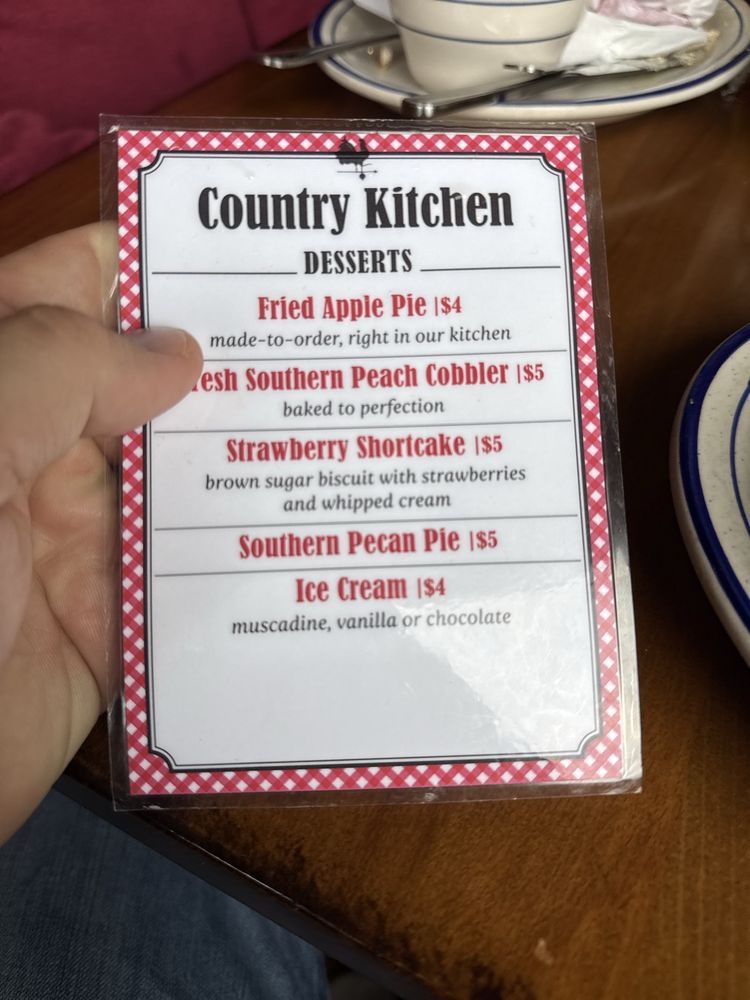 Country Kitchen
DESSERTS
Fried Apple Pie | $4
made-to-order, right in our kitchen
resh Southern Peach Cobbler | $5
baked to perfection
Strawberry Shortcake | $5
brown sugar biscuit with strawberries
and whipped cream
Southern Pecan Pie | $5
Ice Cream | $4
muscadine, vanilla or chocolate